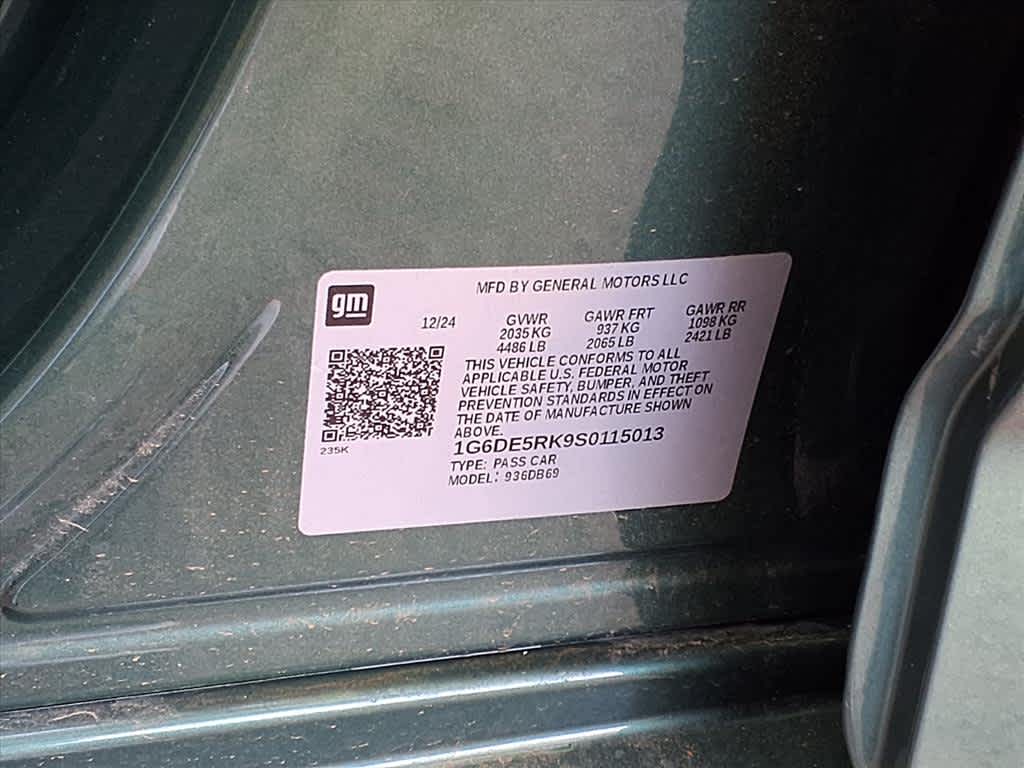 MFD BY GENERAL MOTORS LLC
gm
12/24 GVWR GAWR FRT GAWR RR
2035 KG 937 KG 1098 KG
4486 LB 2065 LB 2421 LB
THIS VEHICLE CONFORMS TO ALL
APPLICABLE U.S. FEDERAL MOTOR
VEHICLE SAFETY, BUMPER, AND THEFT
PREVENTION STANDARDS IN EFFECT ON
THE DATE OF MANUFACTURE SHOWN
ABOVE.
235K
1G6DE5RK9S0115013
TYPE: PASS CAR
MODEL: 936DB69